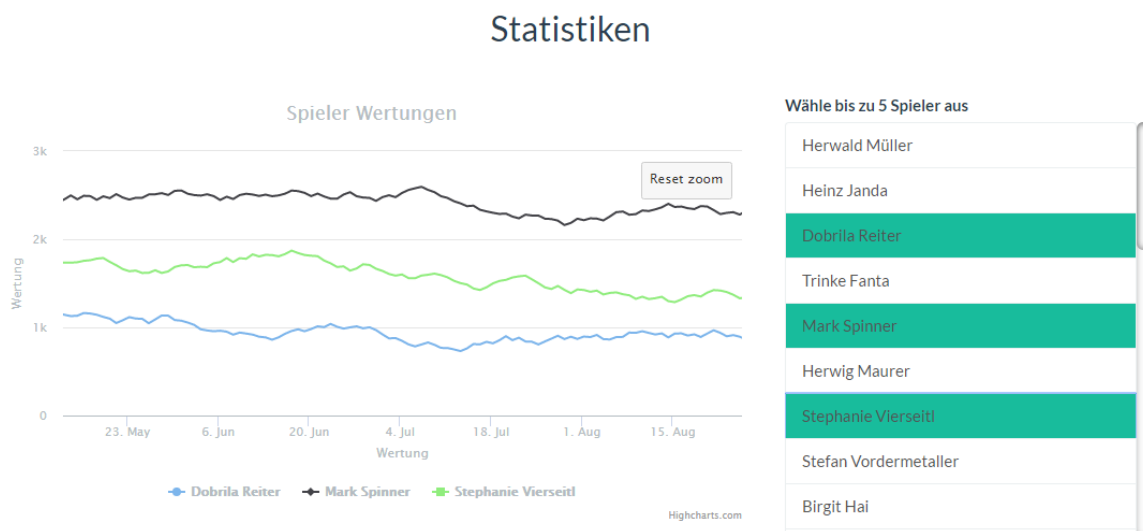 Statistiken
Spieler Wertungen
Reset zoom
3k
2k
1k
0
Wertung
23. May
6. Jun
20. Jun
4. Jul
18. Jul
1. Aug
15. Aug
Wertung
Dobrila Reiter
Mark Spinner
Stephanie Vierseitl
Highcharts.com
Wähle bis zu 5 Spieler aus
Herwald Müller
Heinz Janda
Dobrila Reiter
Trinke Fanta
Mark Spinner
Herwig Maurer
Stephanie Vierseitl
Stefan Vordermetaller
Birgit Hai